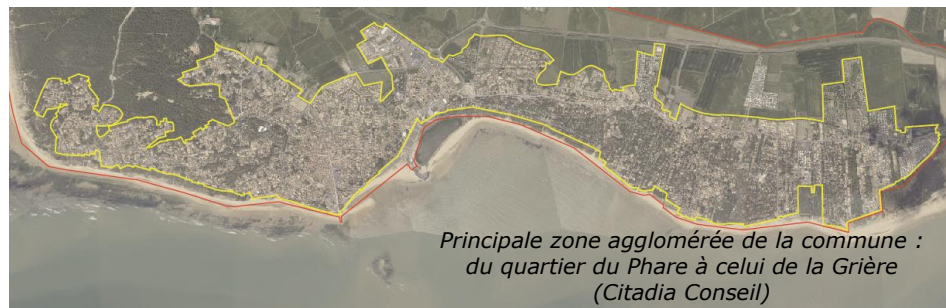 Principale zone agglomérée de la commune :
du quartier du Phare à celui de la Grière
(Citadia Conseil)